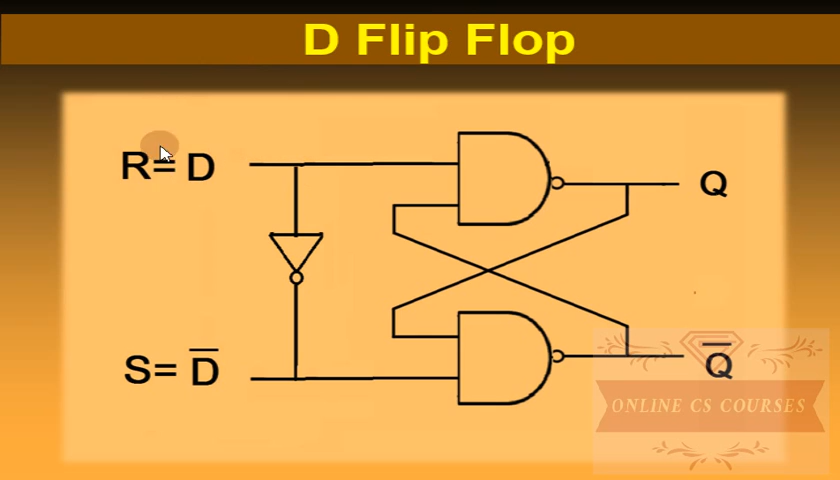 D Flip Flop
R= D
Q
S= D̅
Q̅
ONLINE CS COURSES